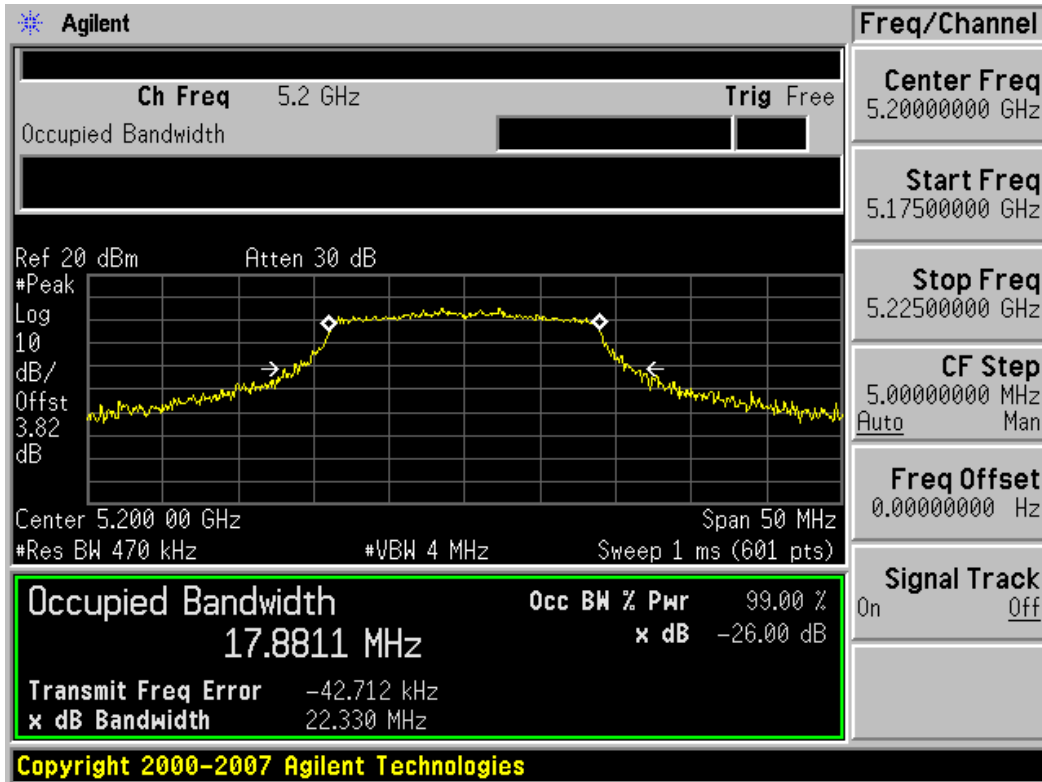 Agilent
Ch Freq 5.2 GHz Trig Free
Occupied Bandwidth
Ref 20 dBm Atten 30 dB
#Peak
Log
10
dB/
Offst
3.82
dB
Center 5.200 00 GHz Span 50 MHz
#Res BW 470 kHz #VBW 4 MHz Sweep 1 ms (601 pts)
Occupied Bandwidth
17.8811 MHz
Occ BW % Pwr 99.00 %
x dB -26.00 dB
Transmit Freq Error -42.712 kHz
x dB Bandwidth 22.330 MHz
Copyright 2000-2007 Agilent Technologies
Freq/Channel
Center Freq
5.20000000 GHz
Start Freq
5.17500000 GHz
Stop Freq
5.22500000 GHz
CF Step
5.00000000 MHz
Auto Man
Freq Offset
0.00000000 Hz
Signal Track
On Off